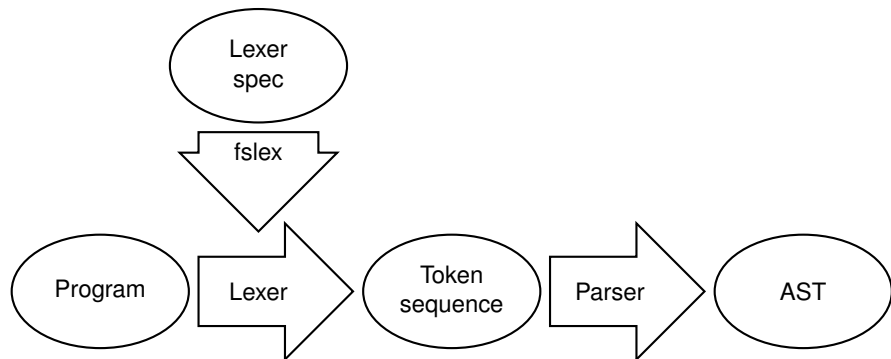 Lexer
spec
fslex
Program
Lexer
Token
sequence
Parser
AST